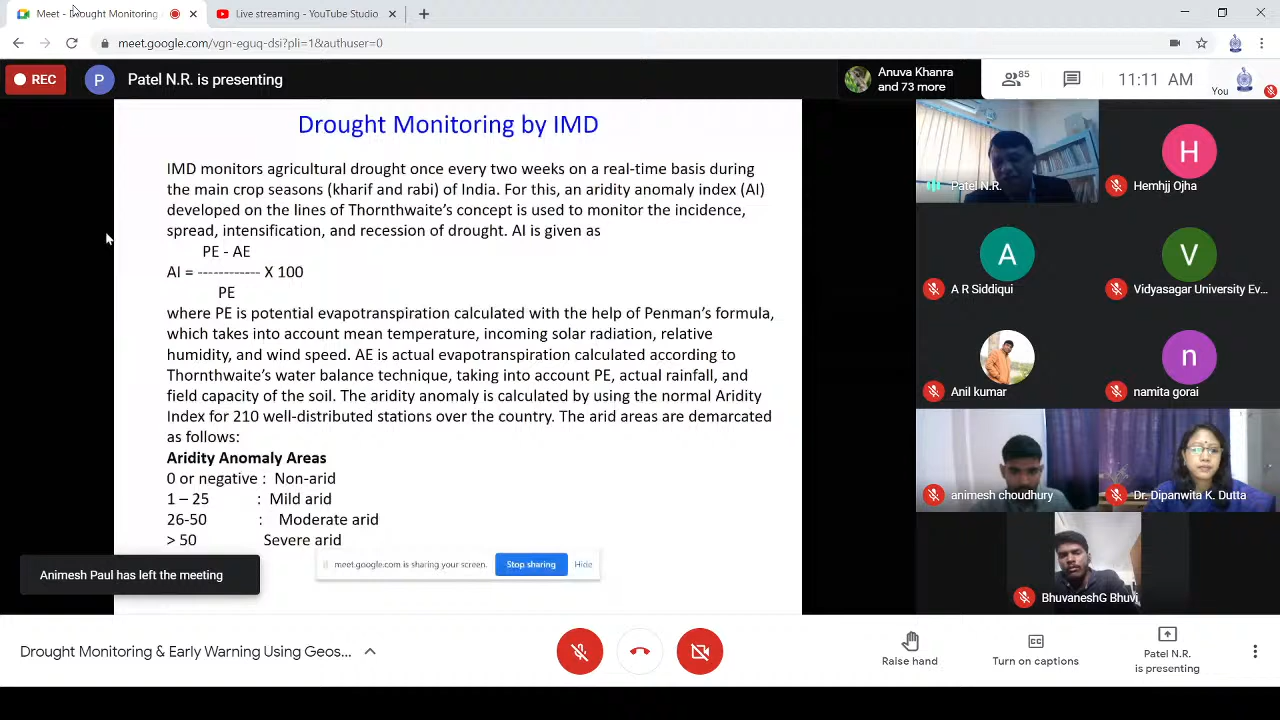 Meet - Drought Monitoring
Live streaming - YouTube Studio
meet.google.com/vgn-eguq-dsi?pli=1&authuser=0
REC
P
Patel N.R. is presenting
Anuva Khanra
and 73 more
85
11:11 AM
You
Drought Monitoring by IMD
IMD monitors agricultural drought once every two weeks on a real-time basis during
the main crop seasons (kharif and rabi) of India. For this, an aridity anomaly index (AI)
developed on the lines of Thornthwaite's concept is used to monitor the incidence,
spread, intensification, and recession of drought. AI is given as
PE - AE
AI = ------------ X 100
PE
where PE is potential evapotranspiration calculated with the help of Penman's formula,
which takes into account mean temperature, incoming solar radiation, relative
humidity, and wind speed. AE is actual evapotranspiration calculated according to
Thornthwaite's water balance technique, taking into account PE, actual rainfall, and
field capacity of the soil. The aridity anomaly is calculated by using the normal Aridity
Index for 210 well-distributed stations over the country. The arid areas are demarcated
as follows:
Aridity Anomaly Areas
0 or negative : Non-arid
1 – 25 : Mild arid
26-50 : Moderate arid
> 50 Severe arid
meet.google.com is sharing your screen.
Stop sharing
Hide
Animesh Paul has left the meeting
Patel N.R.
H
Hemhjj Ojha
A
A R Siddiqui
V
Vidyasagar University Ev...
Anil kumar
n
namita gorai
animesh choudhury
Dr. Dipanwita K. Dutta
BhuvaneshG Bhuvi
Drought Monitoring & Early Warning Using Geos...
Raise hand
CC
Turn on captions
Patel N.R.
is presenting